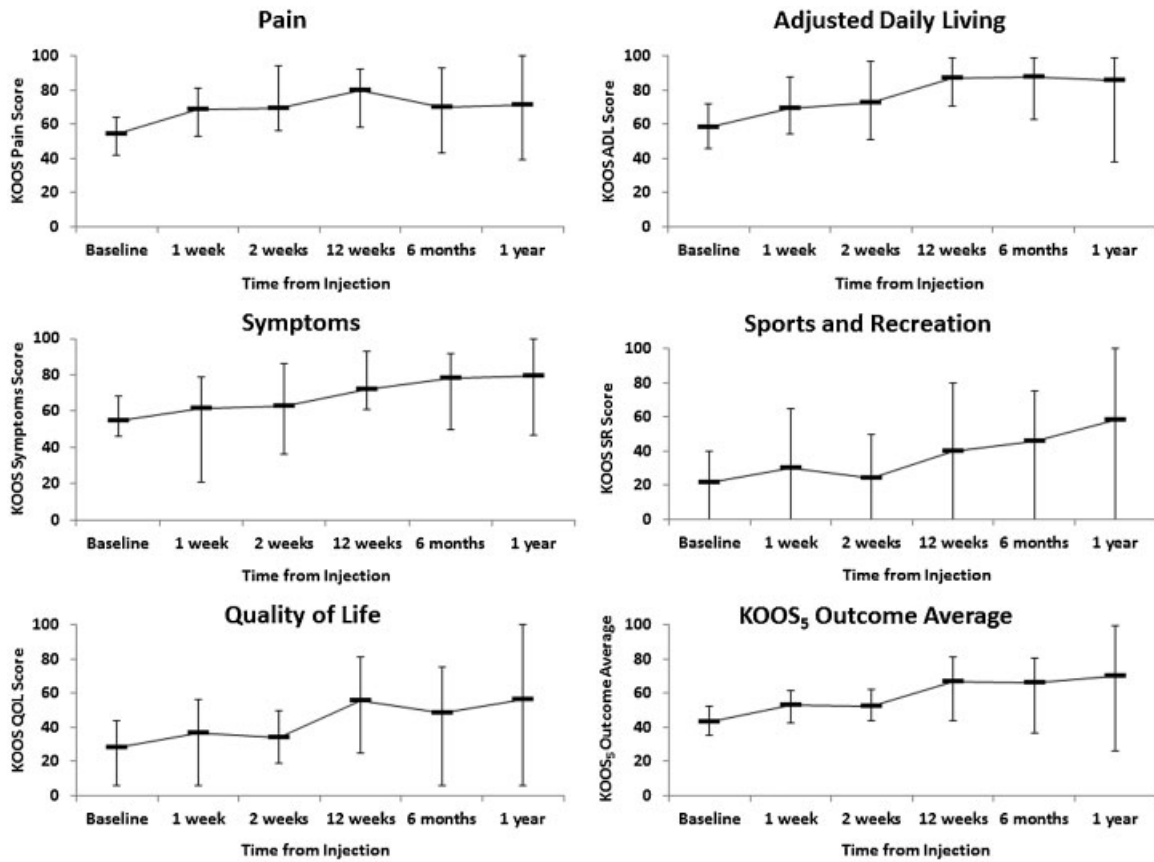 Pain
KOOS Pain Score
100
80
60
40
20
0
Baseline 1 week 2 weeks 12 weeks 6 months 1 year
Time from Injection
Adjusted Daily Living
KOOS ADL Score
100
80
60
40
20
0
Baseline 1 week 2 weeks 12 weeks 6 months 1 year
Time from Injection
Symptoms
KOOS Symptoms Score
100
80
60
40
20
0
Baseline 1 week 2 weeks 12 weeks 6 months 1 year
Time from Injection
Sports and Recreation
KOOS SR Score
100
80
60
40
20
0
Baseline 1 week 2 weeks 12 weeks 6 months 1 year
Time from Injection
Quality of Life
KOOS QOL Score
100
80
60
40
20
0
Baseline 1 week 2 weeks 12 weeks 6 months 1 year
Time from Injection
KOOS₅ Outcome Average
KOOS₅ Outcome Average
100
80
60
40
20
0
Baseline 1 week 2 weeks 12 weeks 6 months 1 year
Time from Injection